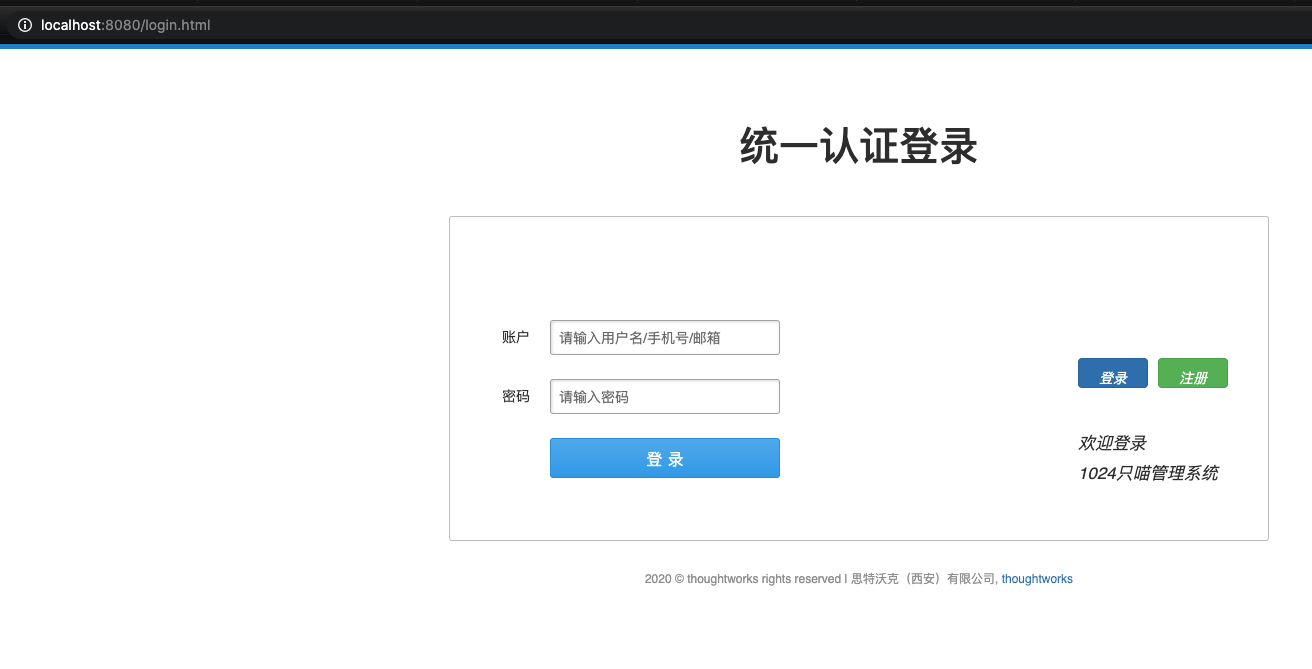 localhost:8080/login.html
统一认证登录
账户 请输入用户名/手机号/邮箱
密码 请输入密码
登 录
登录 注册
欢迎登录
1024只喵管理系统
2020 © thoughtworks rights reserved l 思特沃克（西安）有限公司, thoughtworks